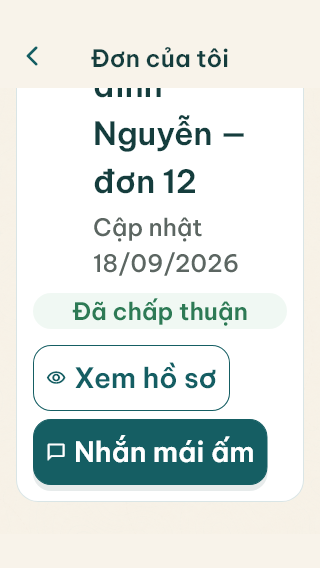 Đơn của tôi
Nguyễn —
đơn 12
Cập nhật
18/09/2026
Đã chấp thuận
Xem hồ sơ
Nhắn mái ấm